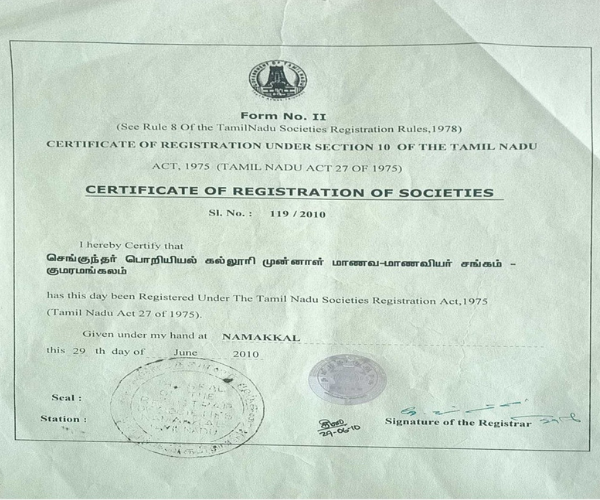 Form No. II
(See Rule 8 Of the TamilNadu Societies Registration Rules,1978)
CERTIFICATE OF REGISTRATION UNDER SECTION 10 OF THE TAMIL NADU
ACT, 1975 (TAMIL NADU ACT 27 OF 1975)
CERTIFICATE OF REGISTRATION OF SOCIETIES
Sl. No. : 119 / 2010
I hereby Certify that
செங்குந்தர் பொறியியல் கல்லூரி முன்னாள் மாணவ-மாணவியர் சங்கம் -
குமரமங்கலம்
has this day been Registered Under The Tamil Nadu Societies Registration Act,1975
(Tamil Nadu Act 27 of 1975).
Given under my hand at NAMAKKAL
this 29 th day of June 2010
Seal :
Station :
29-06-10
Signature of the Registrar